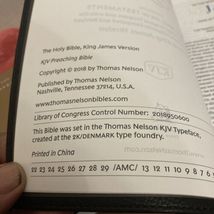 The Holy Bible, King James Version
KJV Preaching Bible
Copyright © 2018 by Thomas Nelson
Published by Thomas Nelson
Nashville, Tennessee 37214, U.S.A.
www.thomasnelsonbibles.com
Library of Congress Control Number: 2018950600
This Bible was set in the Thomas Nelson KJV Typeface,
created at the 2K/DENMARK type foundry.
Printed in China
22 23 24 25 26 27 28 29 /AMC/ 13 12 11 10 9 8 7 6
KJV